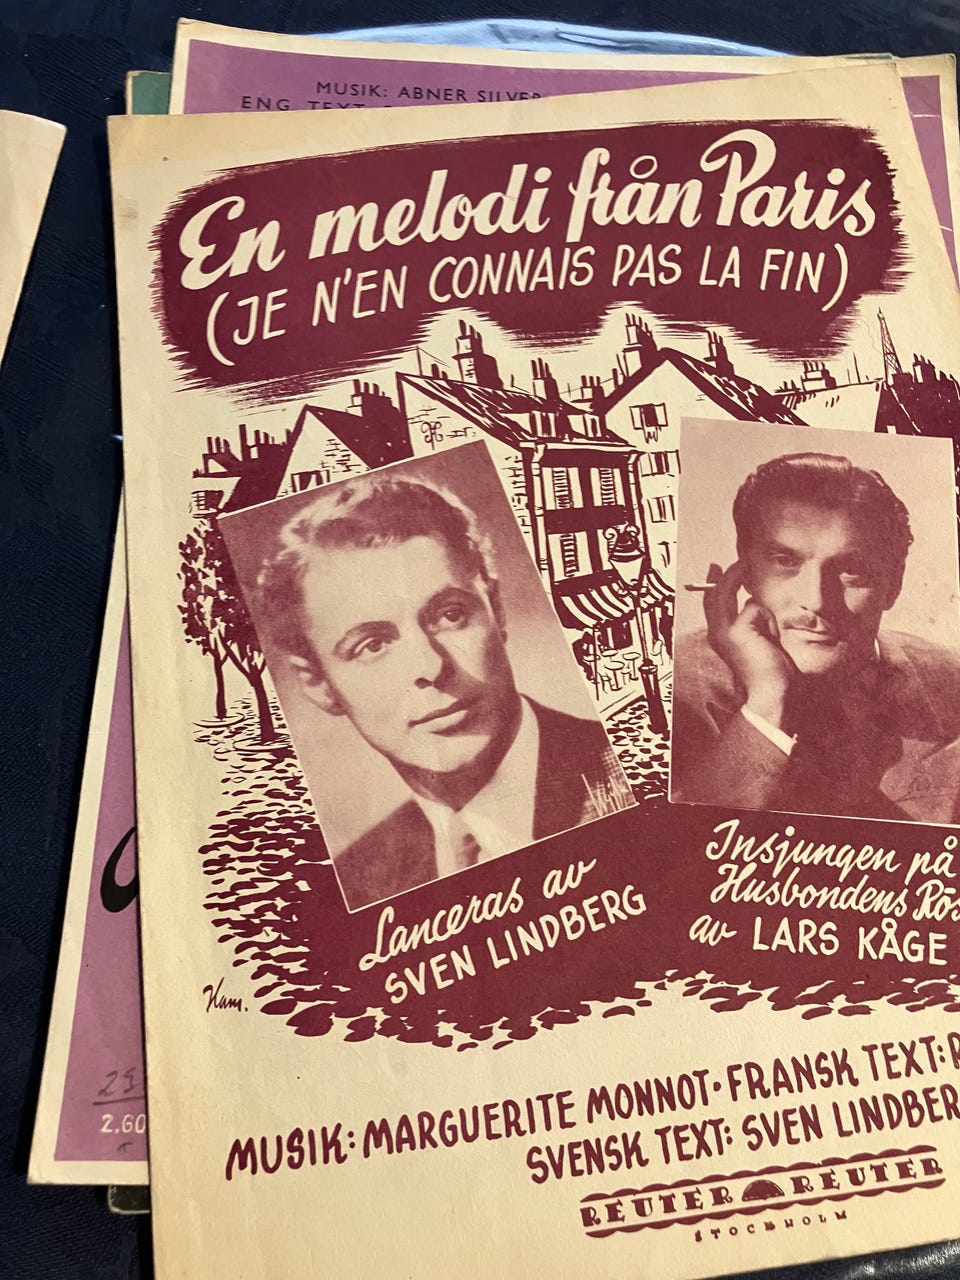 MUSIK: ABNER SILVER
ENG. TEXT
En melodi från Paris
(JE N'EN CONNAIS PAS LA FIN)
Lanceras av
SVEN LINDBERG
Insjungen på
Husbondens Rös
av LARS KÅGE
Ham.
MUSIK: MARGUERITE MONNOT · FRANSK TEXT:
SVENSK TEXT: SVEN LINDBER
REUTER REUTER
STOCKHOLM
2.60